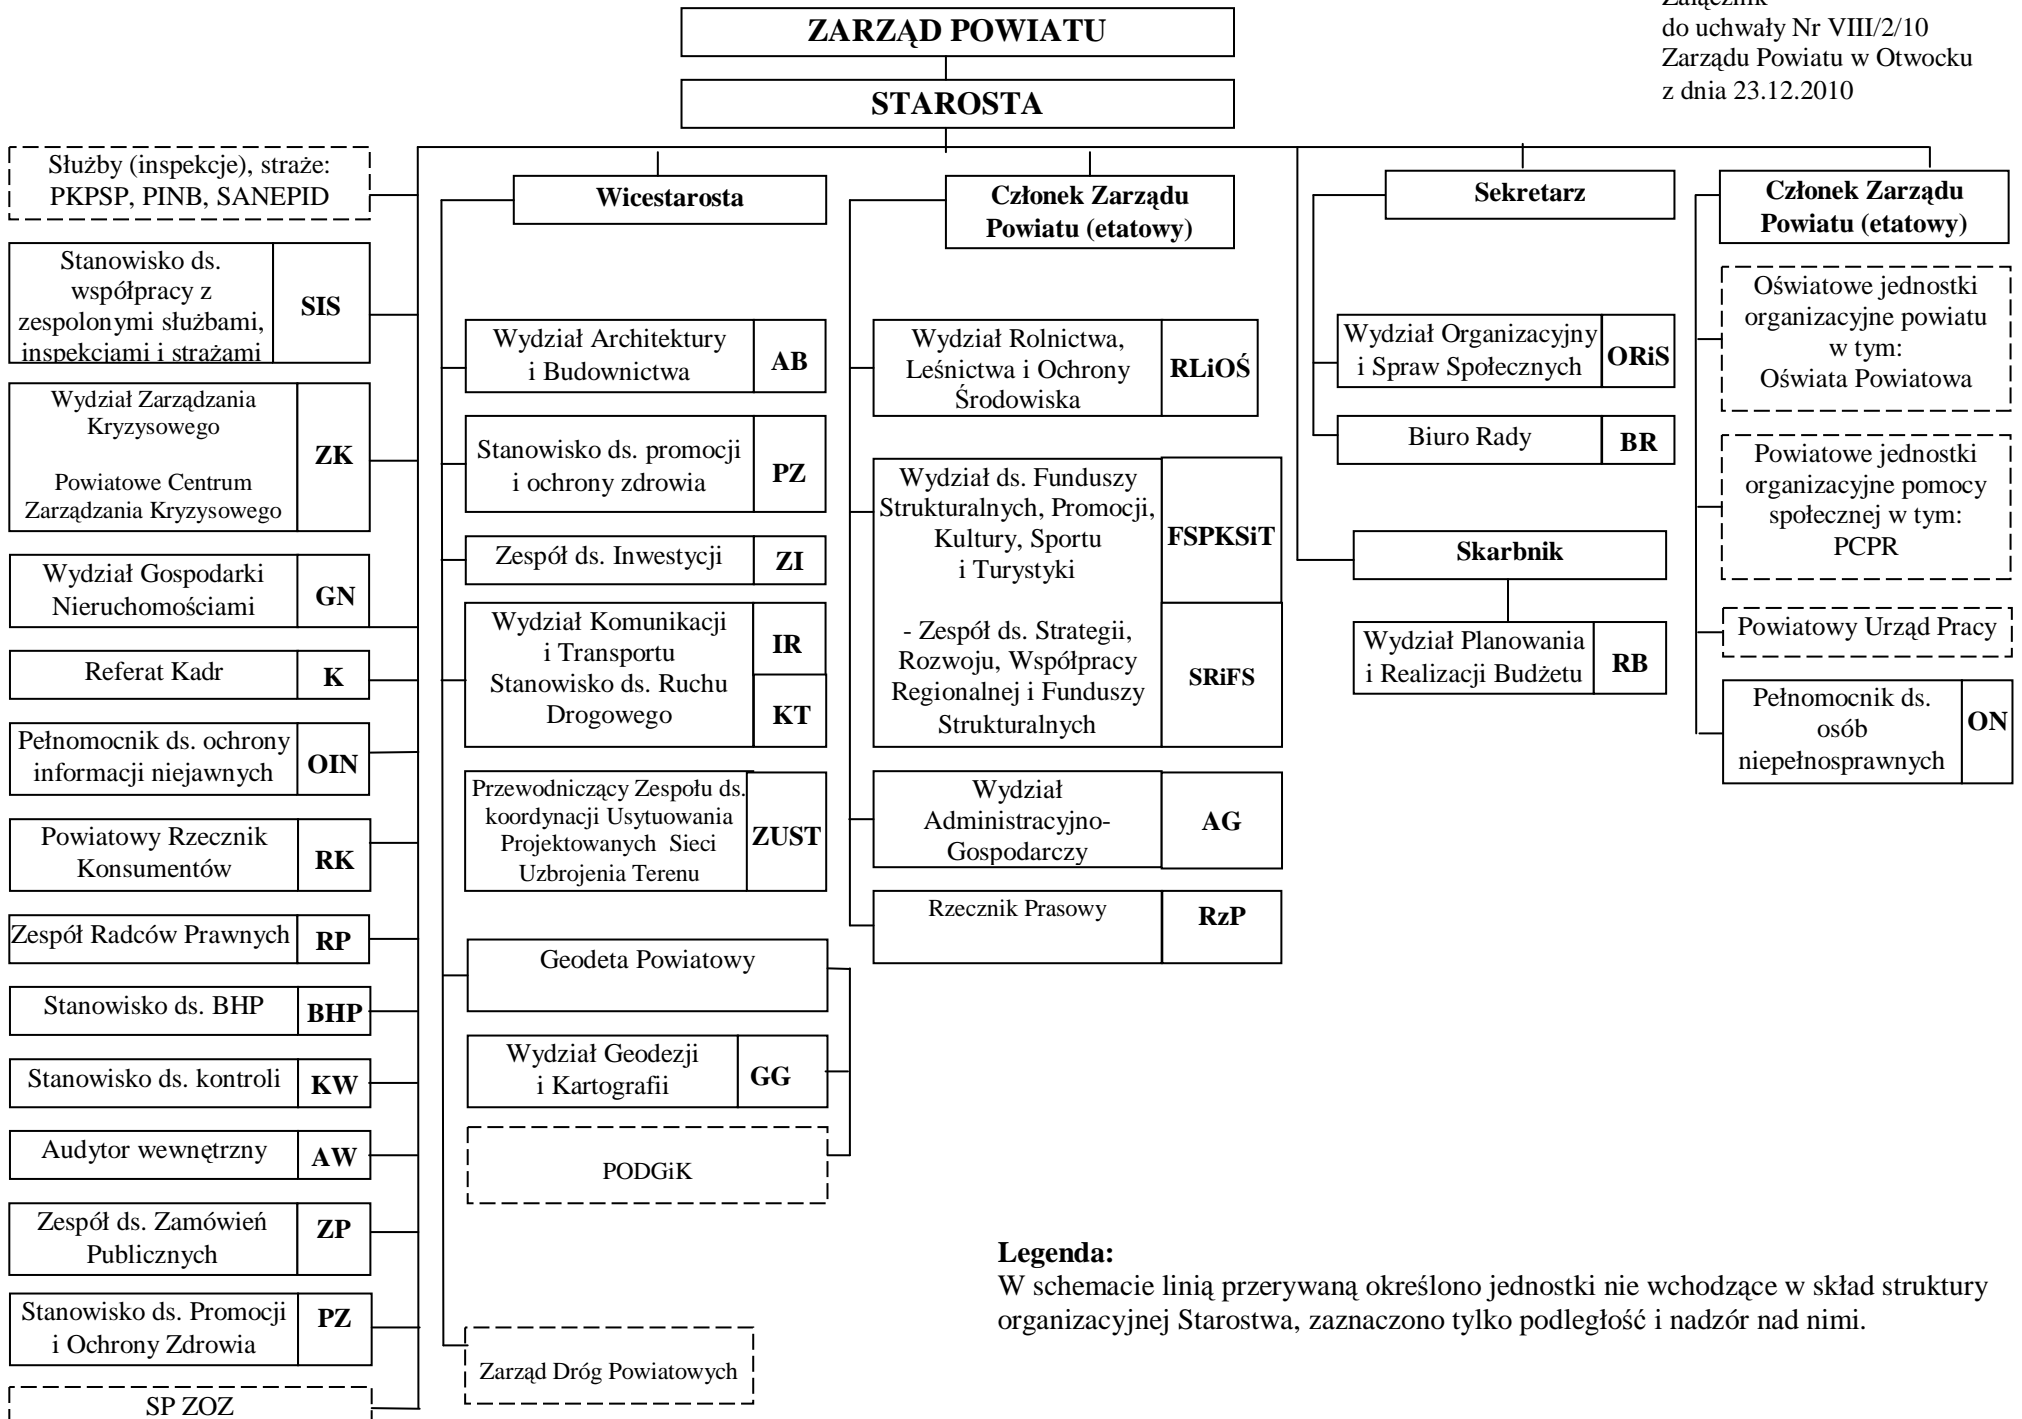 Załącznik
do uchwały Nr VIII/2/10
Zarządu Powiatu w Otwocku
z dnia 23.12.2010
ZARZĄD POWIATU
STAROSTA
Służby (inspekcje), straże:
PKPSP, PINB, SANEPID
Stanowisko ds.
współpracy z
zespolonymi służbami,
inspekcjami i strażami
SIS
Wydział Zarządzania
Kryzysowego
Powiatowe Centrum
Zarządzania Kryzysowego
ZK
Wydział Gospodarki
Nieruchomościami
GN
Referat Kadr
K
Pełnomocnik ds. ochrony
informacji niejawnych
OIN
Powiatowy Rzecznik
Konsumentów
RK
Zespół Radców Prawnych
RP
Stanowisko ds. BHP
BHP
Stanowisko ds. kontroli
KW
Audytor wewnętrzny
AW
Zespół ds. Zamówień
Publicznych
ZP
Stanowisko ds. Promocji
i Ochrony Zdrowia
PZ
SP ZOZ
Wicestarosta
Wydział Architektury
i Budownictwa
AB
Stanowisko ds. promocji
i ochrony zdrowia
PZ
Zespół ds. Inwestycji
ZI
Wydział Komunikacji
i Transportu
Stanowisko ds. Ruchu
Drogowego
IR
KT
Przewodniczący Zespołu ds.
koordynacji Usytuowania
Projektowanych Sieci
Uzbrojenia Terenu
ZUST
Geodeta Powiatowy
Wydział Geodezji
i Kartografii
GG
PODGiK
Zarząd Dróg Powiatowych
Członek Zarządu
Powiatu (etatowy)
Wydział Rolnictwa,
Leśnictwa i Ochrony
Środowiska
RLiOŚ
Wydział ds. Funduszy
Strukturalnych, Promocji,
Kultury, Sportu
i Turystyki
FSPKSiT
- Zespół ds. Strategii,
Rozwoju, Współpracy
Regionalnej i Funduszy
Strukturalnych
SRiFS
Wydział
Administracyjno-
Gospodarczy
AG
Rzecznik Prasowy
RzP
Sekretarz
Wydział Organizacyjny
i Spraw Społecznych
ORiS
Biuro Rady
BR
Skarbnik
Wydział Planowania
i Realizacji Budżetu
RB
Członek Zarządu
Powiatu (etatowy)
Oświatowe jednostki
organizacyjne powiatu
w tym:
Oświata Powiatowa
Powiatowe jednostki
organizacyjne pomocy
społecznej w tym:
PCPR
Powiatowy Urząd Pracy
Pełnomocnik ds.
osób
niepełnosprawnych
ON
Legenda:
W schemacie linią przerywaną określono jednostki nie wchodzące w skład struktury
organizacyjnej Starostwa, zaznaczono tylko podległość i nadzór nad nimi.